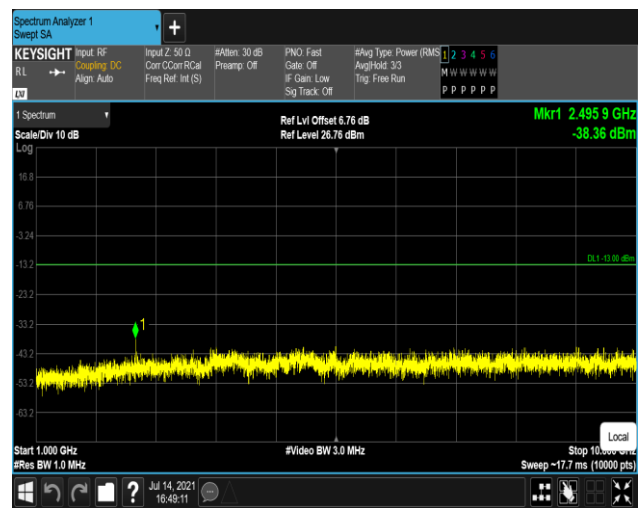 Spectrum Analyzer 1
Swept SA
+
KEYSIGHT
RL
LXI
Input: RF
Coupling: DC
Align: Auto
Input Z: 50 Ω
Corr CCorr RCal
Freq Ref: Int (S)
#Atten: 30 dB
Preamp: Off
PNO: Fast
Gate: Off
IF Gain: Low
Sig Track: Off
#Avg Type: Power (RMS
Avg|Hold: 3/3
Trig: Free Run
1 2 3 4 5 6
M W W W W W
P P P P P P
1 Spectrum
Scale/Div 10 dB
Ref Lvl Offset 6.76 dB
Ref Level 26.76 dBm
Mkr1 2.495 9 GHz
-38.36 dBm
Log
16.8
6.76
-3.24
-13.2
DL1 -13.00 dBm
-23.2
-33.2
1
-43.2
-53.2
-63.2
Local
Start 1.000 GHz
#Video BW 3.0 MHz
Stop 10.000 GHz
#Res BW 1.0 MHz
Sweep ~17.7 ms (10000 pts)
?
Jul 14, 2021
16:49:11